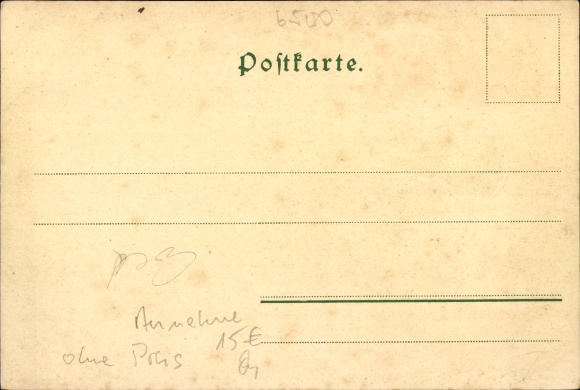 6500
Poſtkarte.
Annahme
15 €
ohne Preis